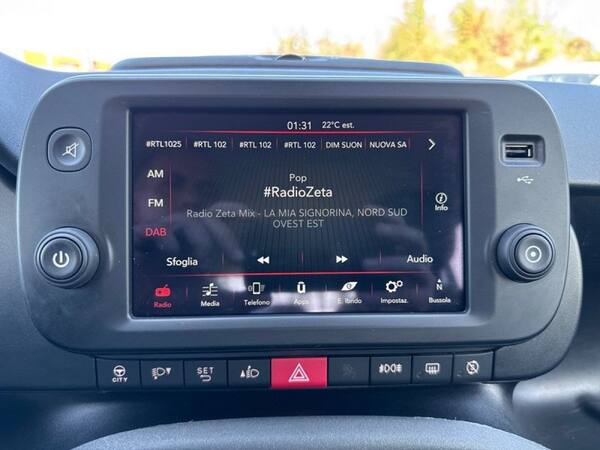 01:31 22°C est.
#RTL1025 #RTL 102 #RTL 102 #RTL 102 DIM SUON NUOVA SA
AM
Pop
#RadioZeta
Info
FM
Radio Zeta Mix - LA MIA SIGNORINA, NORD SUD
OVEST EST
DAB
Sfoglia Audio
N
Radio Media Telefono Apps E. Ibrido Impostaz. Bussola
CITY SET